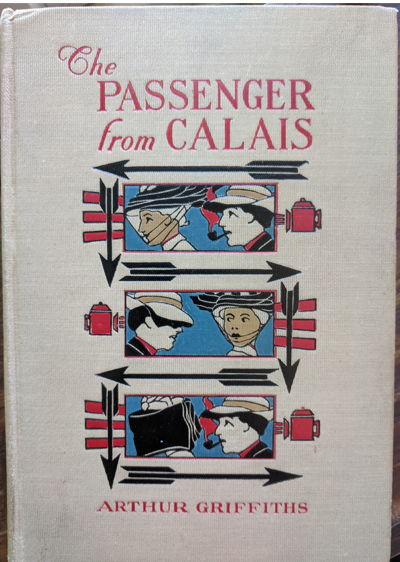 The
PASSENGER
from CALAIS
ARTHUR GRIFFITHS